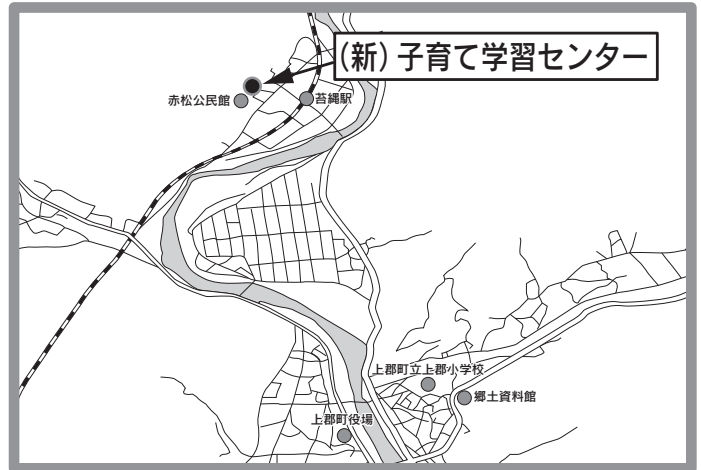 (新)子育て学習センター
赤松公民館
苔縄駅
上郡町立上郡小学校
郷土資料館
上郡町役場